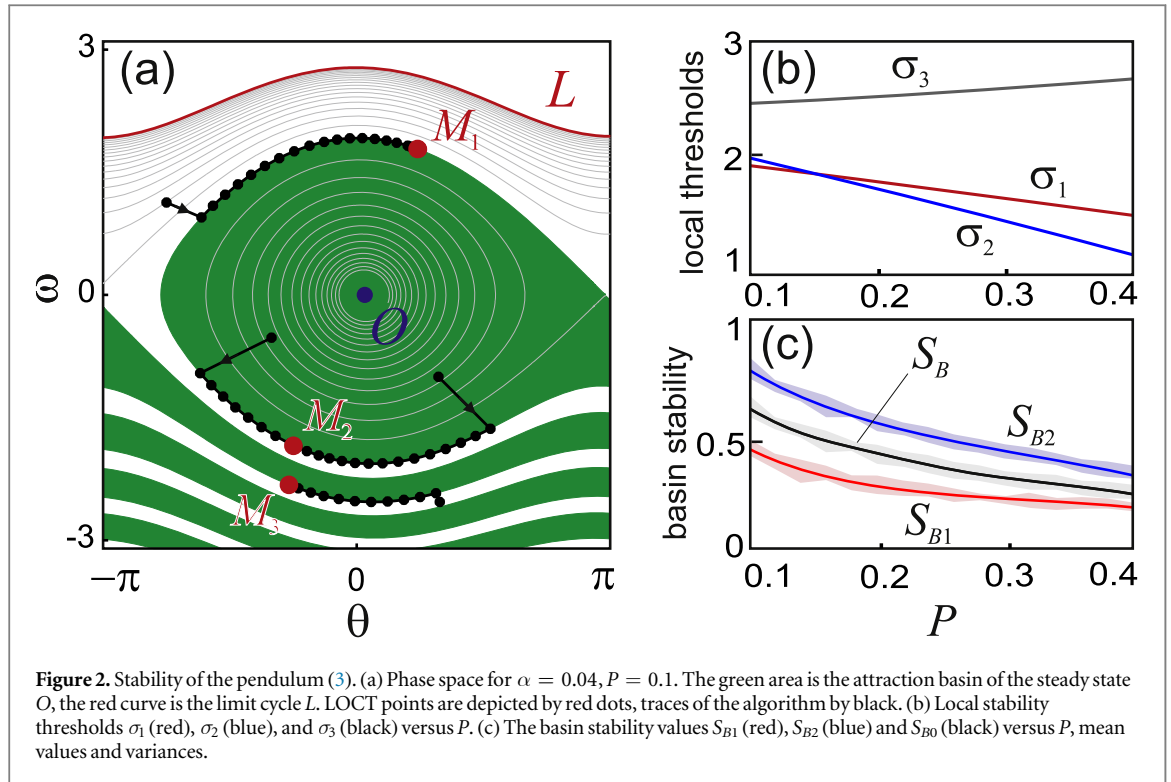 3
(a)
L
M1
ω
0
O
M2
M3
-3
−π
0
π
θ
3
(b)
σ3
local thresholds
2
σ1
σ2
1
0.1
0.2
0.3
0.4
1
(c)
SB
basin stability
0.5
SB2
SB1
0
0.1
0.2
0.3
0.4
P
Figure 2. Stability of the pendulum (3). (a) Phase space for α = 0.04, P = 0.1. The green area is the attraction basin of the steady state
O, the red curve is the limit cycle L. LOCT points are depicted by red dots, traces of the algorithm by black. (b) Local stability
thresholds σ1 (red), σ2 (blue), and σ3 (black) versus P. (c) The basin stability values SB1 (red), SB2 (blue) and SB0 (black) versus P, mean
values and variances.